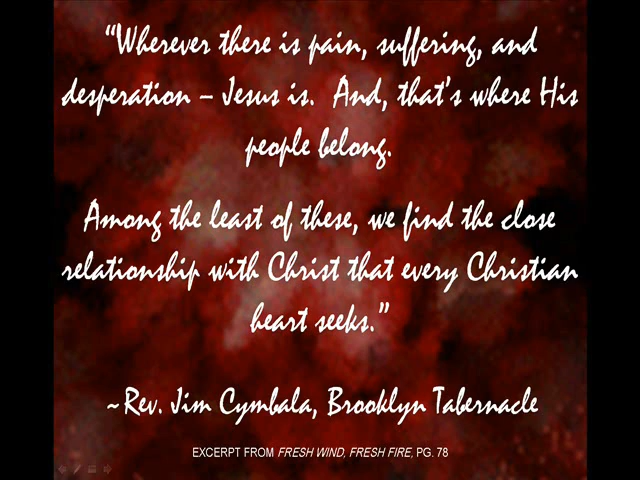 “Wherever there is pain, suffering, and
desperation – Jesus is.  And, that’s where His
people belong.
Among the least of these, we find the close
relationship with Christ that every Christian
heart seeks.”
~Rev. Jim Cymbala, Brooklyn Tabernacle
EXCERPT FROM FRESH WIND, FRESH FIRE, PG. 78